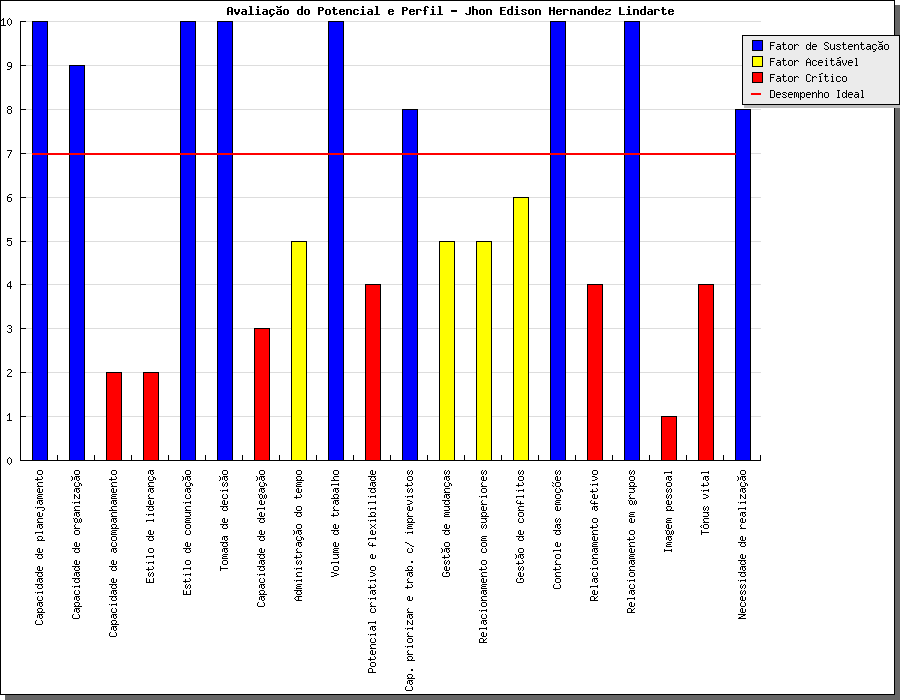 Avaliação do Potencial e Perfil - Jhon Edison Hernandez Lindarte
Fator de Sustentação
Fator Aceitável
Fator Crítico
Desempenho Ideal
10
9
8
7
6
5
4
3
2
1
0
Capacidade de planejamento
Capacidade de organização
Capacidade de acompanhamento
Estilo de liderança
Estilo de comunicação
Tomada de decisão
Capacidade de delegação
Administração do tempo
Volume de trabalho
Potencial criativo e flexibilidade
Cap. priorizar e trab. c/ imprevistos
Gestão de mudanças
Relacionamento com superiores
Gestão de conflitos
Controle das emoções
Relacionamento afetivo
Relacionamento em grupos
Imagem pessoal
Tônus vital
Necessidade de realização